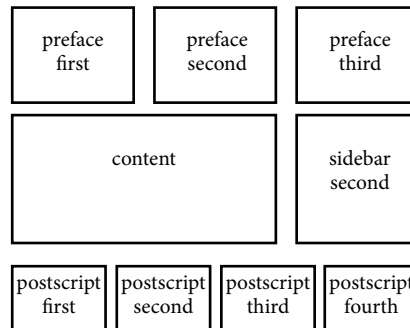 preface
first
preface
second
preface
third
content
sidebar
second
postscript
first
postscript
second
postscript
third
postscript
fourth